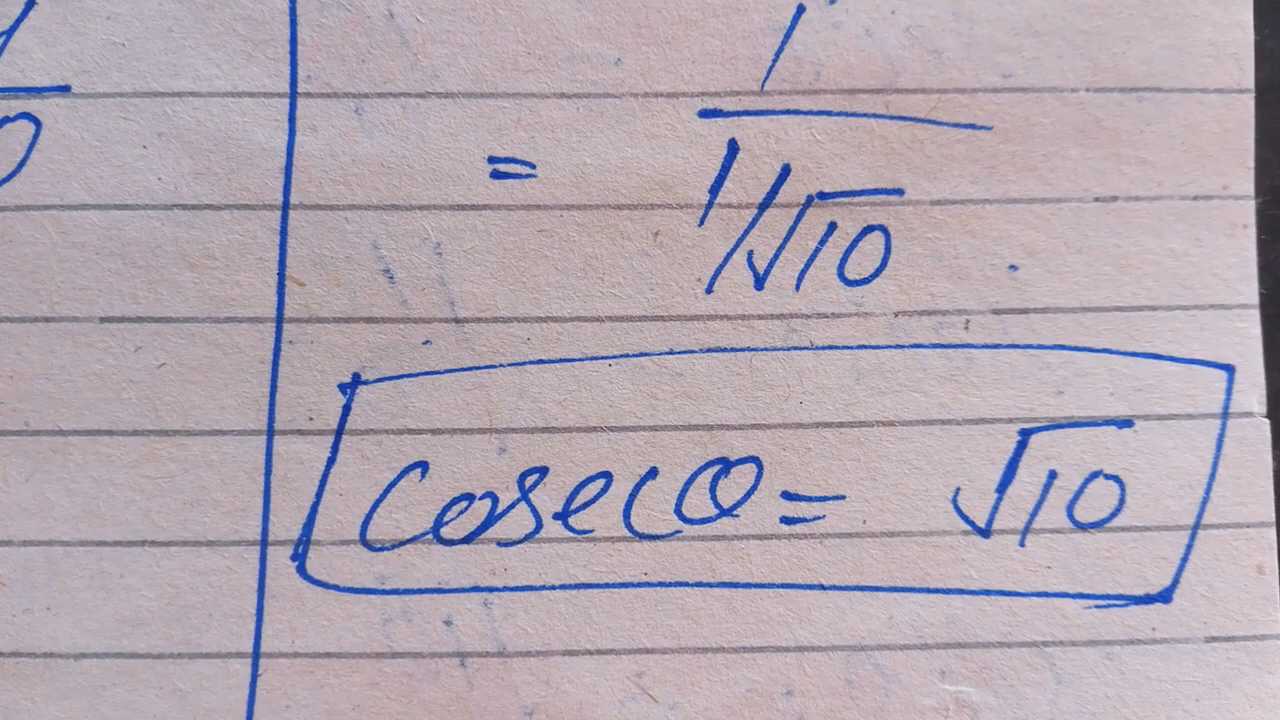 1
= 1/√10
cosecθ= √10